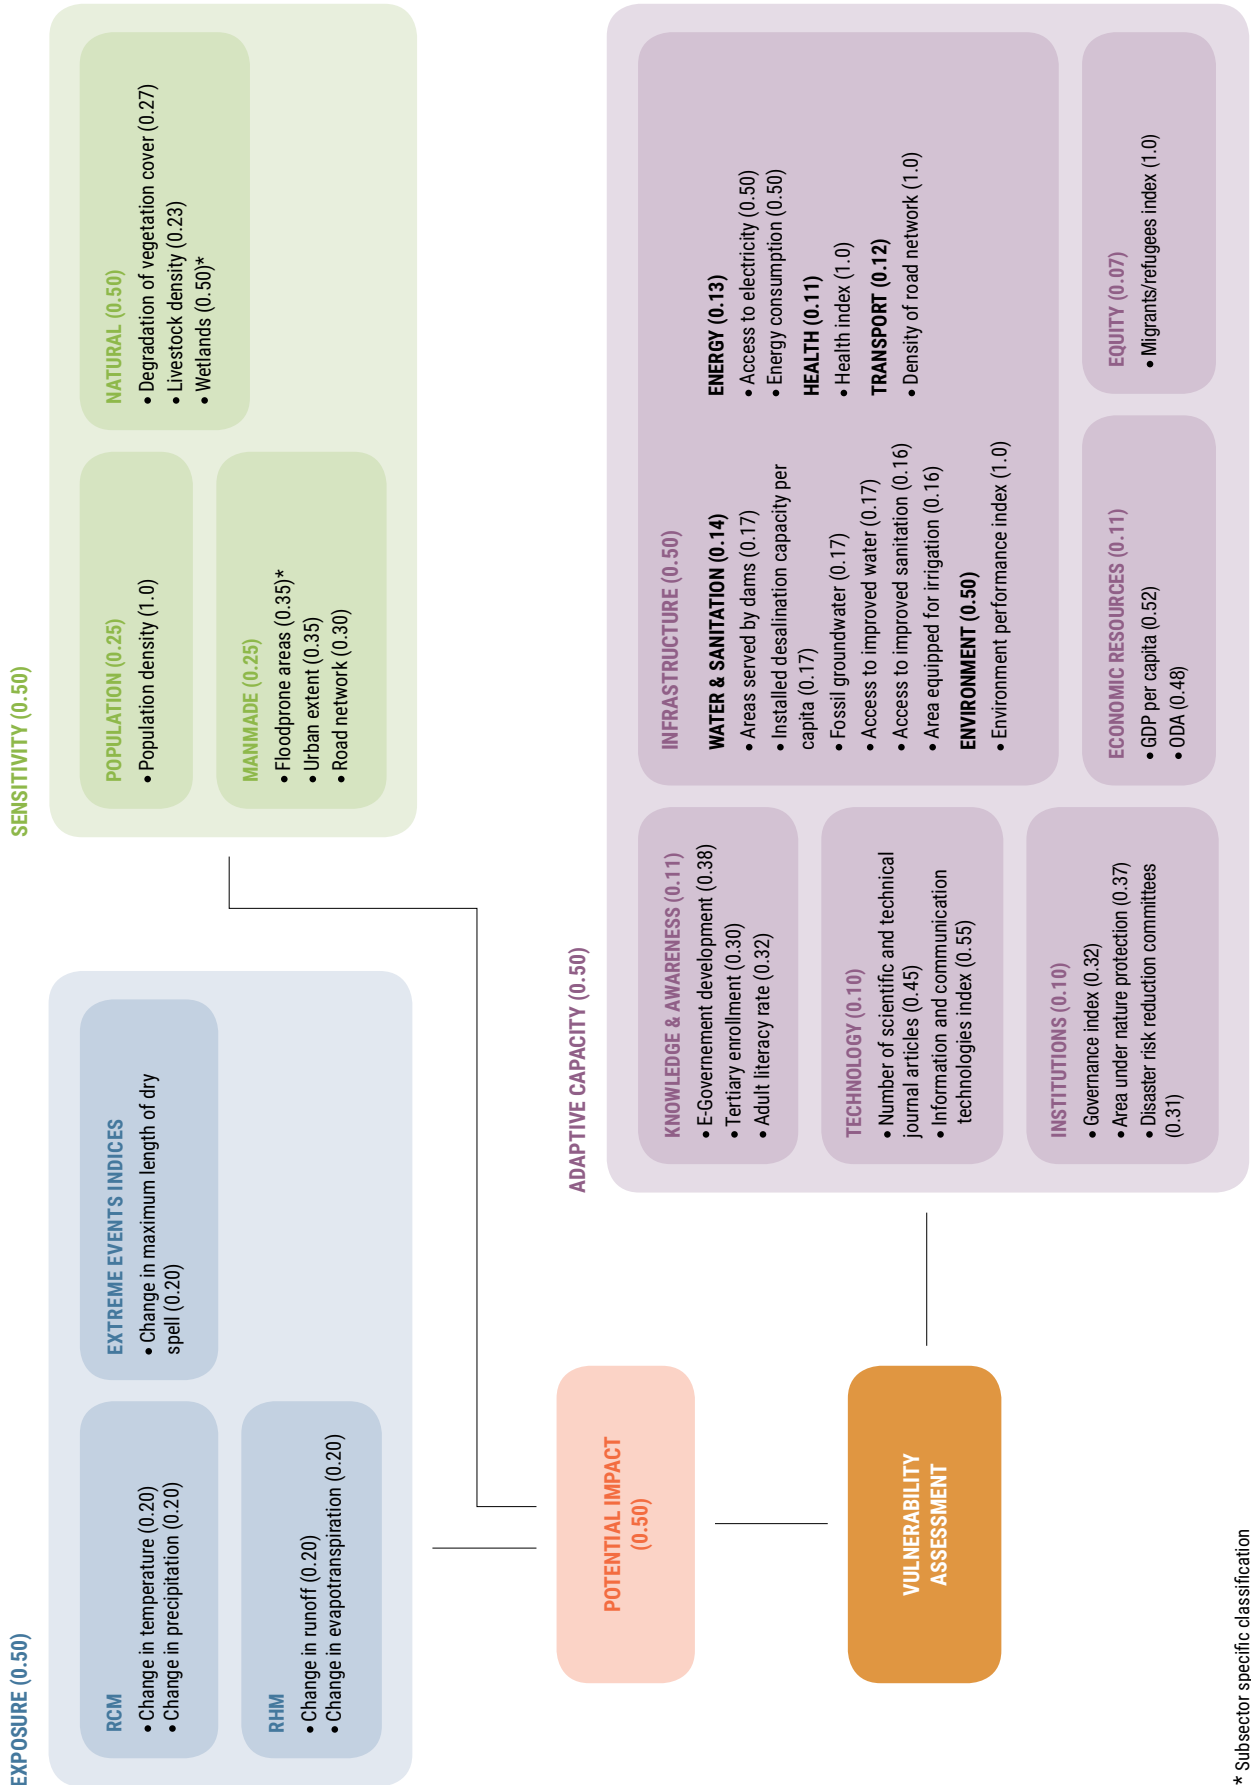 EXPOSURE (0.50)
RCM
• Change in temperature (0.20)
• Change in precipitation (0.20)
EXTREME EVENTS INDICES
• Change in maximum length of dry
spell (0.20)
RHM
• Change in runoff (0.20)
• Change in evapotranspiration (0.20)
SENSITIVITY (0.50)
POPULATION (0.25)
• Population density (1.0)
NATURAL (0.50)
• Degradation of vegetation cover (0.27)
• Livestock density (0.23)
• Wetlands (0.50)*
MANMADE (0.25)
• Floodprone areas (0.35)*
• Urban extent (0.35)
• Road network (0.30)
POTENTIAL IMPACT
(0.50)
VULNERABILITY
ASSESSMENT
ADAPTIVE CAPACITY (0.50)
KNOWLEDGE & AWARENESS (0.11)
• E-Governement development (0.38)
• Tertiary enrollment (0.30)
• Adult literacy rate (0.32)
TECHNOLOGY (0.10)
• Number of scientific and technical
journal articles (0.45)
• Information and communication
technologies index (0.55)
INSTITUTIONS (0.10)
• Governance index (0.32)
• Area under nature protection (0.37)
• Disaster risk reduction committees
(0.31)
INFRASTRUCTURE (0.50)
WATER & SANITATION (0.14)
• Areas served by dams (0.17)
• Installed desalination capacity per
capita (0.17)
• Fossil groundwater (0.17)
• Access to improved water (0.17)
• Access to improved sanitation (0.16)
• Area equipped for irrigation (0.16)
ENVIRONMENT (0.50)
• Environment performance index (1.0)
ENERGY (0.13)
• Access to electricity (0.50)
• Energy consumption (0.50)
HEALTH (0.11)
• Health index (1.0)
TRANSPORT (0.12)
• Density of road network (1.0)
ECONOMIC RESOURCES (0.11)
• GDP per capita (0.52)
• ODA (0.48)
EQUITY (0.07)
• Migrants/refugees index (1.0)
* Subsector specific classification